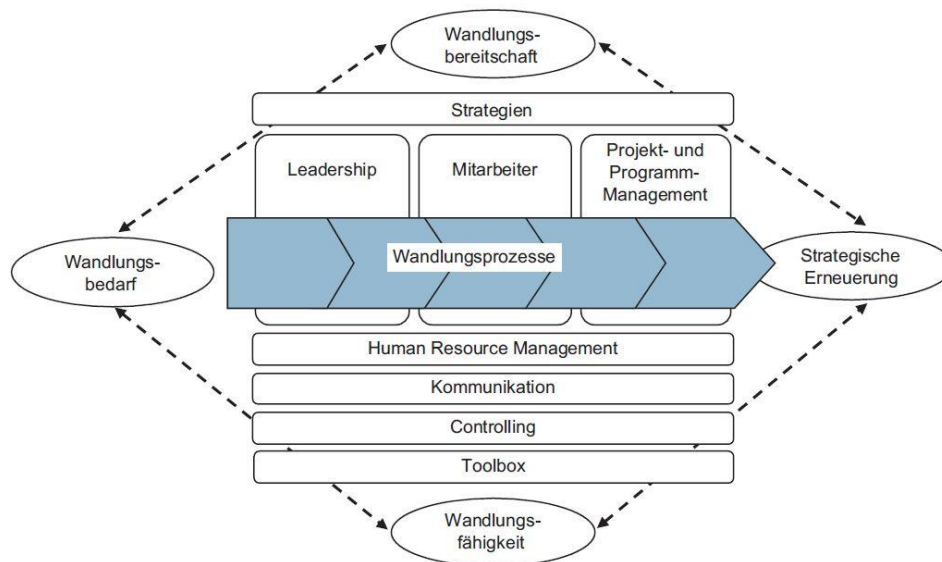 Wandlungs-
bereitschaft
Strategien
Leadership
Mitarbeiter
Projekt- und
Programm-
Management
Wandlungs-
bedarf
Wandlungsprozesse
Strategische
Erneuerung
Human Resource Management
Kommunikation
Controlling
Toolbox
Wandlungs-
fähigkeit